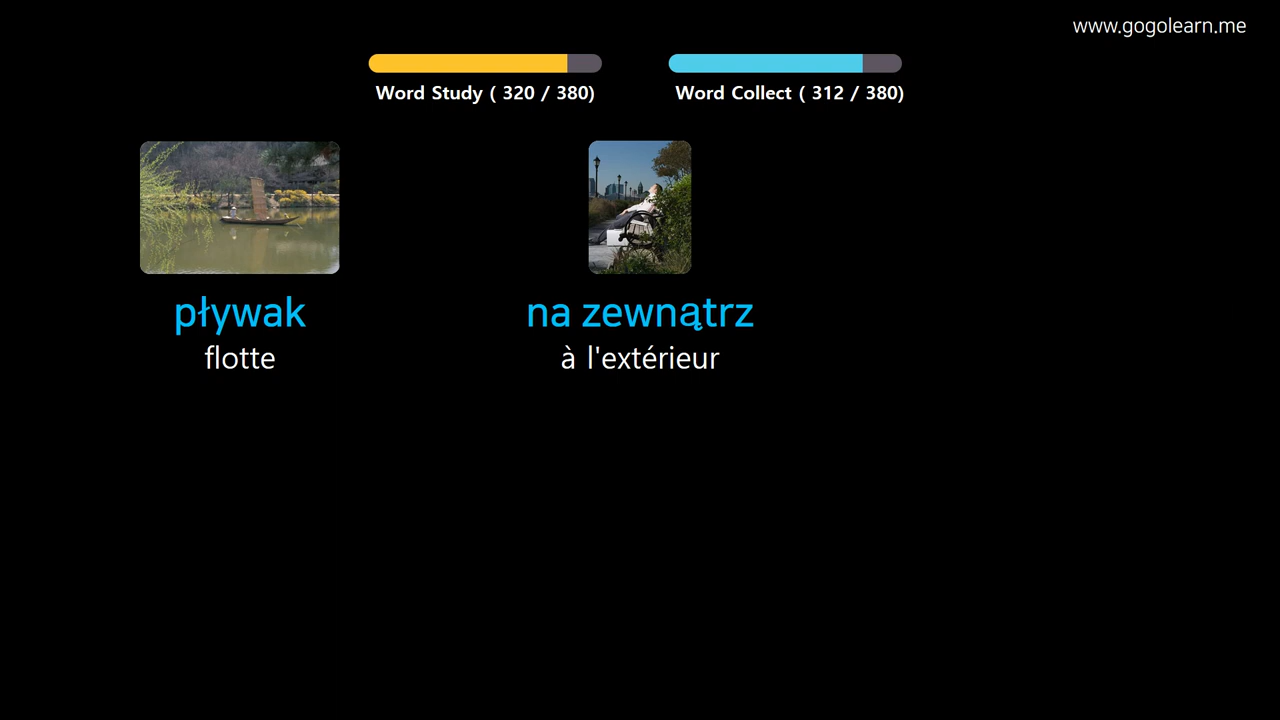 www.gogolearn.me
Word Study ( 320 / 380)
Word Collect ( 312 / 380)
pływak
na zewnątrz
flotte
à l'extérieur